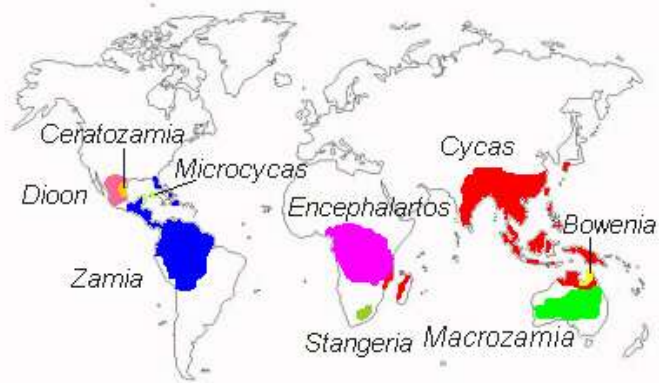 Ceratozamia
Microcycas
Cycas
Dioon
Encephalartos
Bowenia
Zamia
Stangeria
Macrozamia